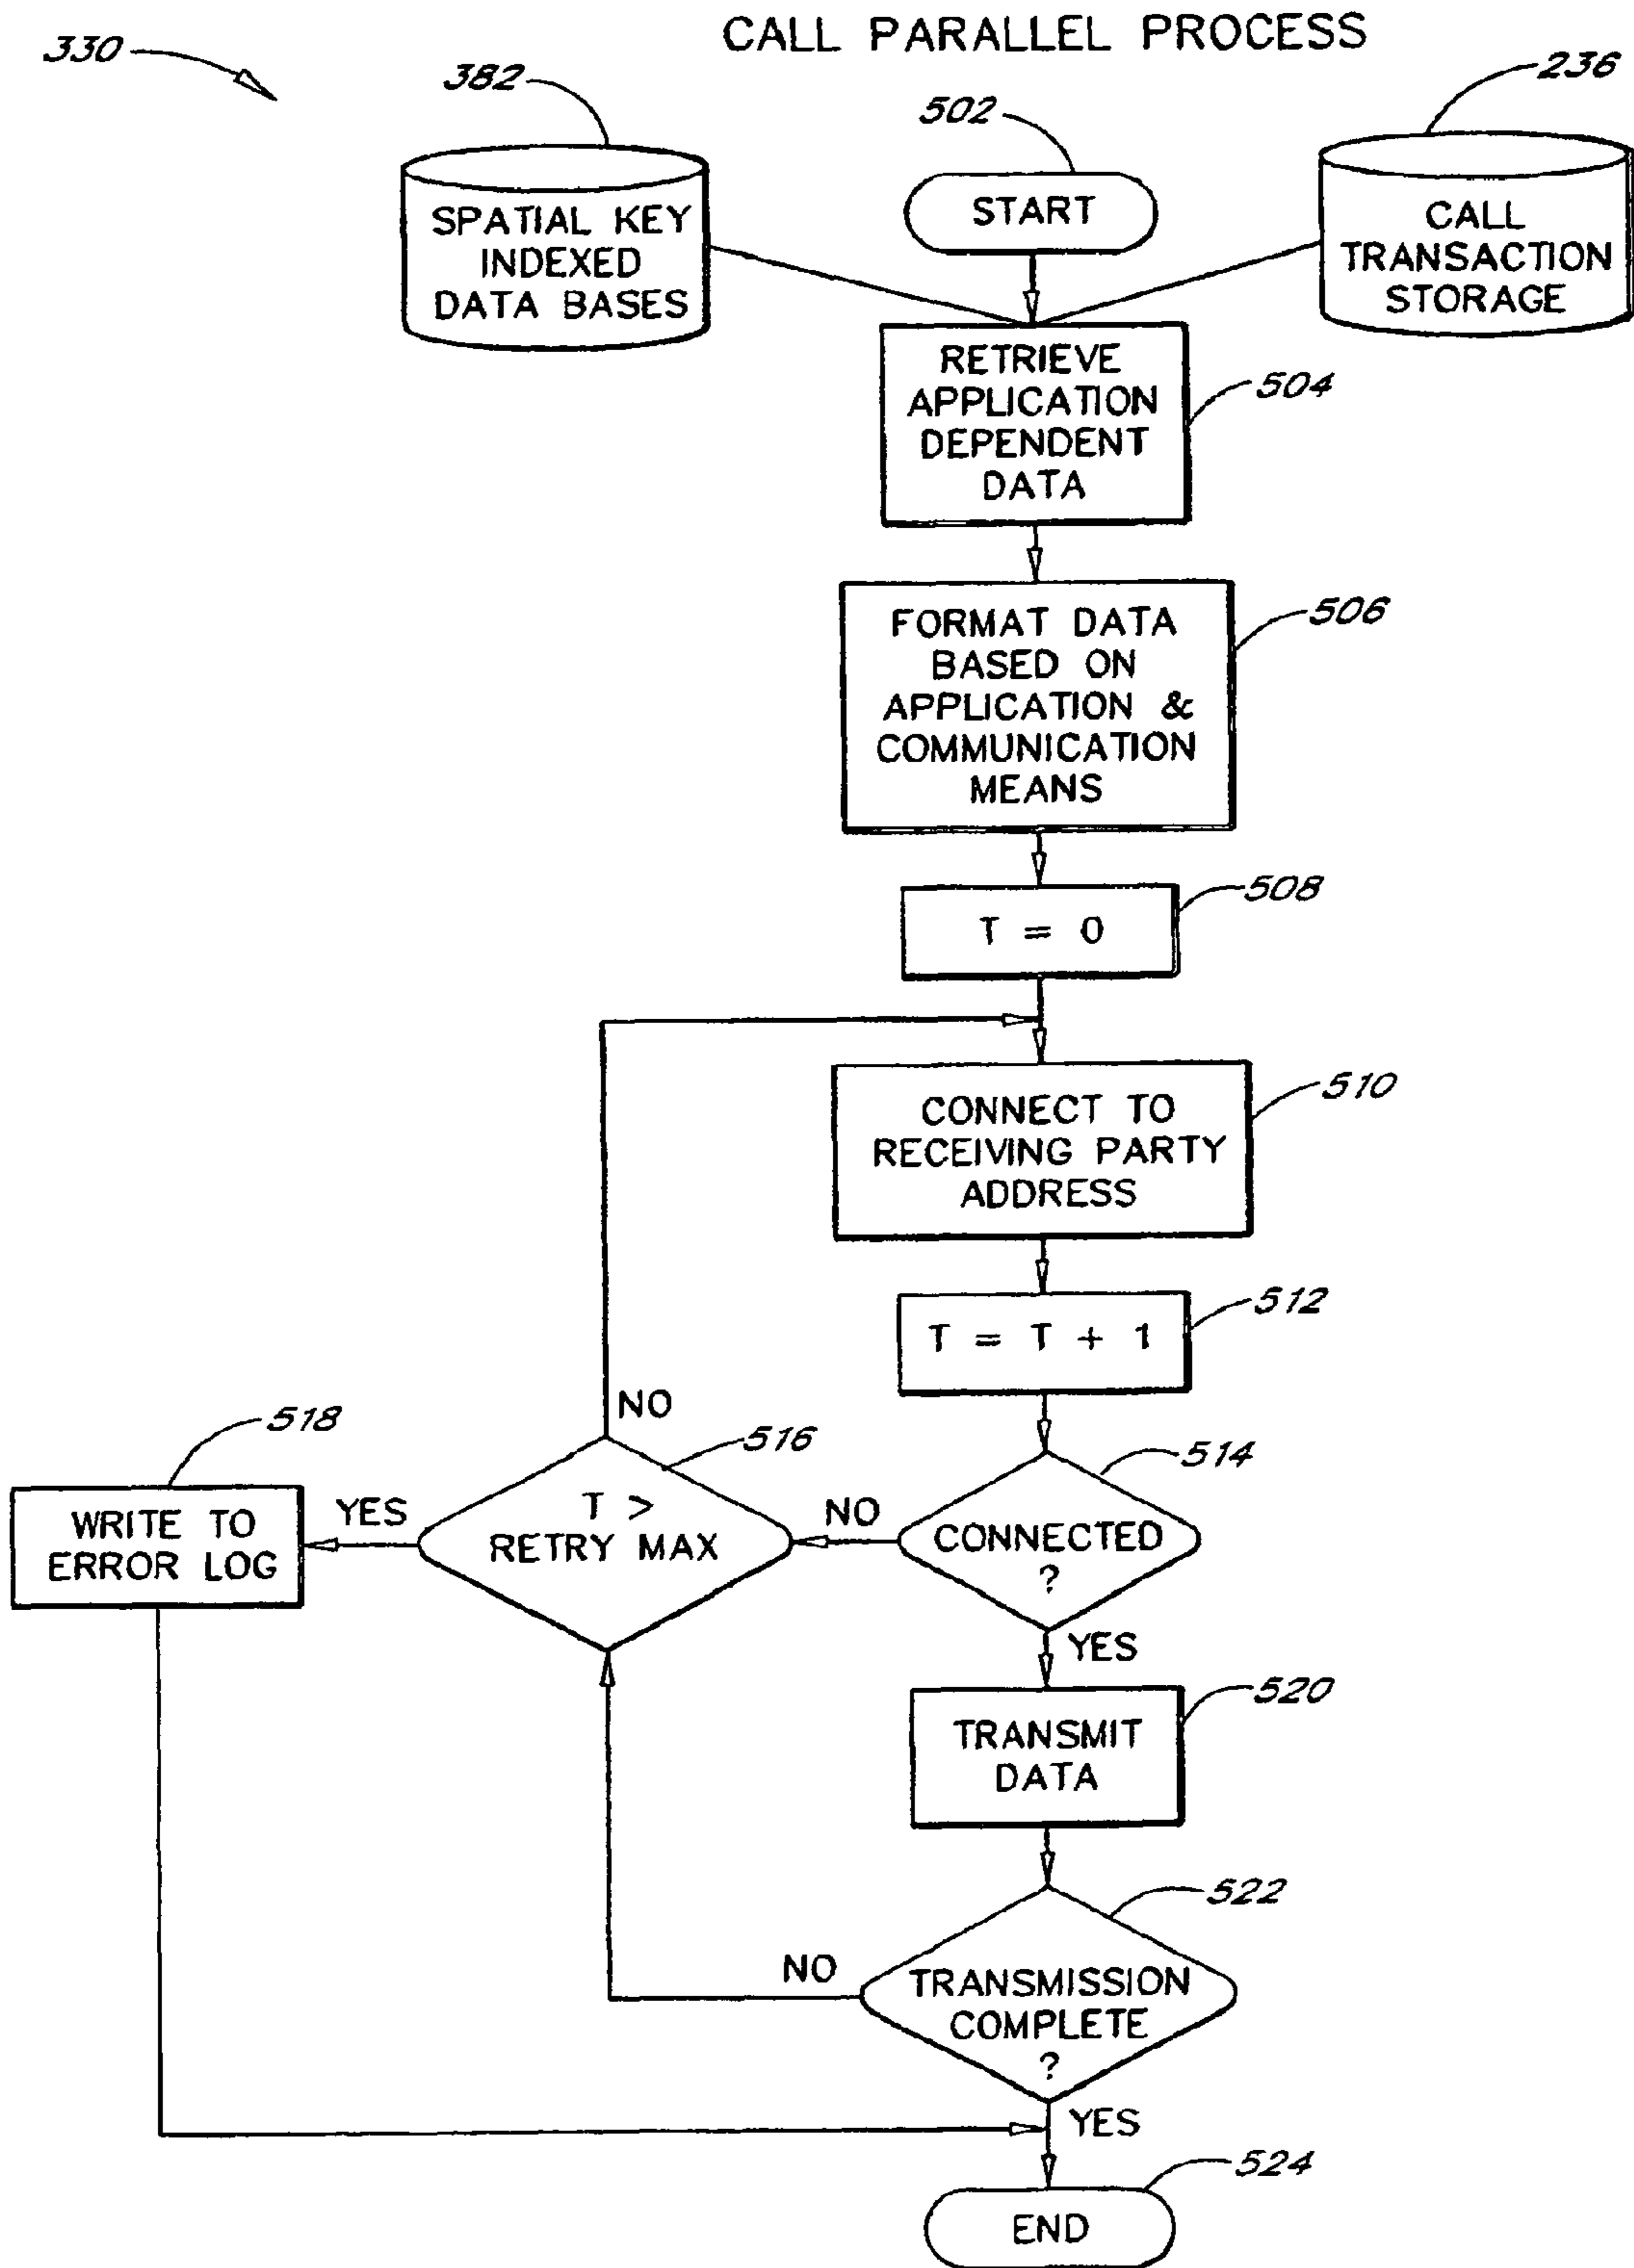 CALL PARALLEL PROCESS
330
382
502
236
SPATIAL KEY
INDEXED
DATA BASES
START
CALL
TRANSACTION
STORAGE
RETRIEVE
APPLICATION
DEPENDENT
DATA
504
FORMAT DATA
BASED ON
APPLICATION &
COMMUNICATION
MEANS
506
T = 0
508
CONNECT TO
RECEIVING PARTY
ADDRESS
510
T = T + 1
512
NO
518
516
514
WRITE TO
ERROR LOG
YES
T >
RETRY MAX
NO
CONNECTED
?
YES
TRANSMIT
DATA
520
522
NO
TRANSMISSION
COMPLETE
?
YES
524
END